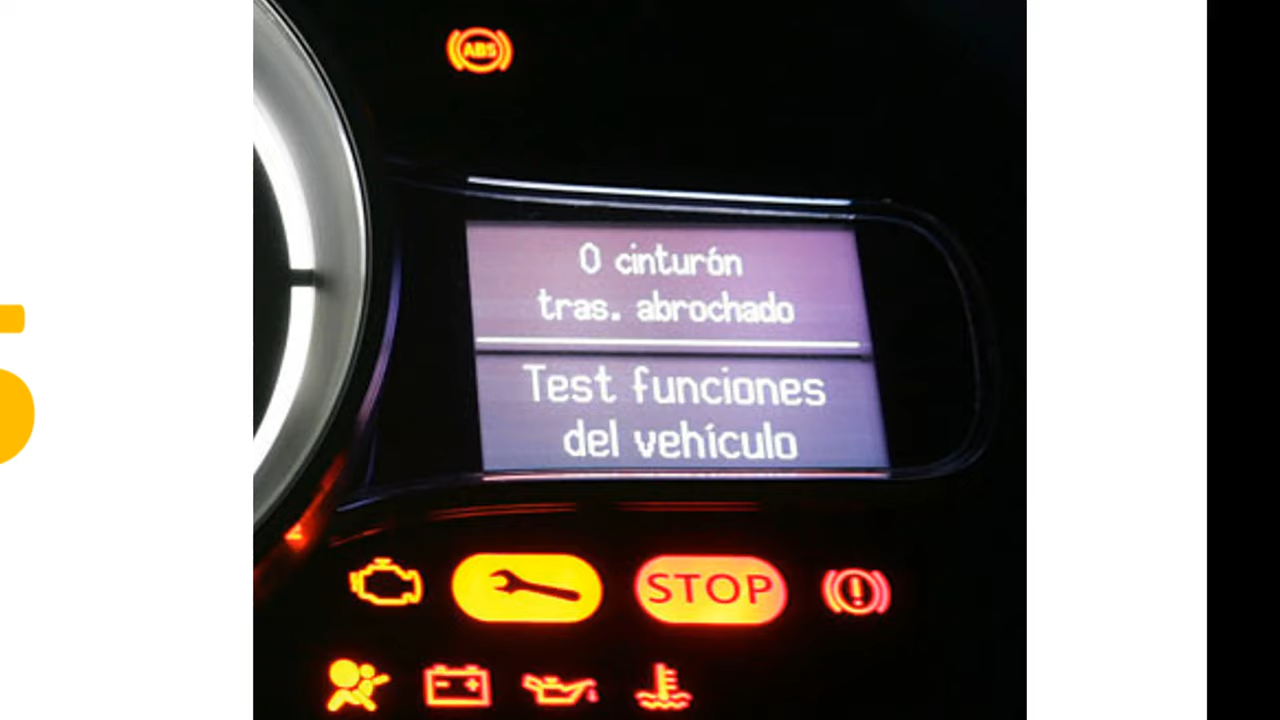 ABS
0 cinturón
tras. abrochado
Test funciones
del vehículo
STOP